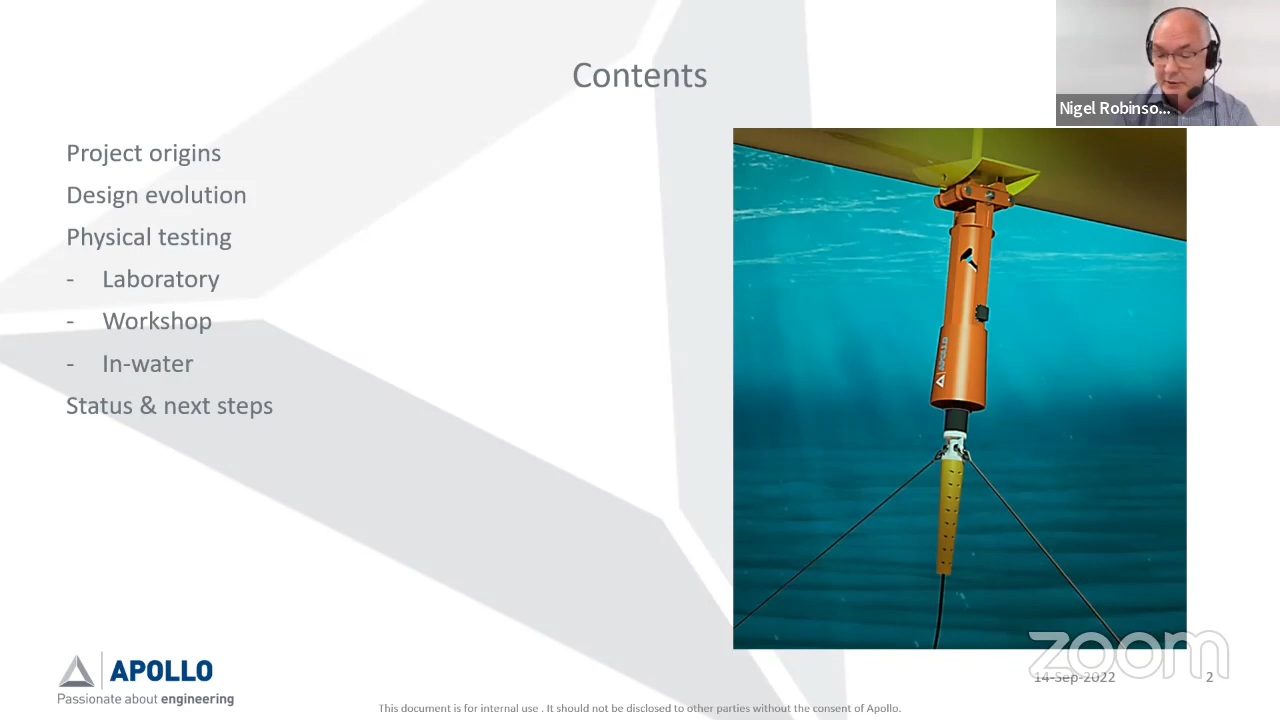 Contents
Nigel Robinso...
Project origins
Design evolution
Physical testing
- Laboratory
- Workshop
- In-water
Status & next steps
APOLLO
APOLLO
Passionate about engineering
zoom
14-Sep-2022
2
This document is for internal use . It should not be disclosed to other parties without the consent of Apollo.